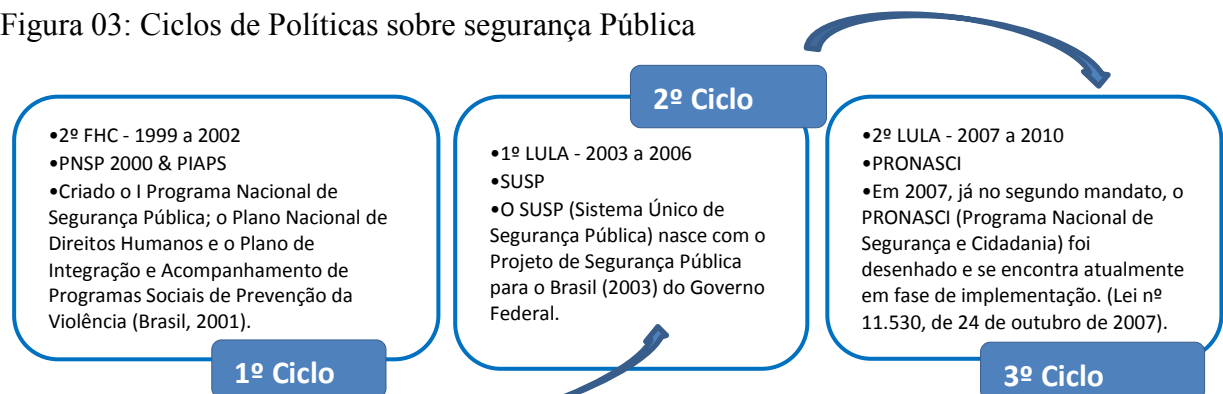 Figura 03: Ciclos de Políticas sobre segurança Pública
•2º FHC - 1999 a 2002
•PNSP 2000 & PIAPS
•Criado o I Programa Nacional de
Segurança Pública; o Plano Nacional de
Direitos Humanos e o Plano de
Integração e Acompanhamento de
Programas Sociais de Prevenção da
Violência (Brasil, 2001).
1º Ciclo
2º Ciclo
•1º LULA - 2003 a 2006
•SUSP
•O SUSP (Sistema Único de
Segurança Pública) nasce com o
Projeto de Segurança Pública
para o Brasil (2003) do Governo
Federal.
•2º LULA - 2007 a 2010
•PRONASCI
•Em 2007, já no segundo mandato, o
PRONASCI (Programa Nacional de
Segurança e Cidadania) foi
desenhado e se encontra atualmente
em fase de implementação. (Lei nº
11.530, de 24 de outubro de 2007).
3º Ciclo